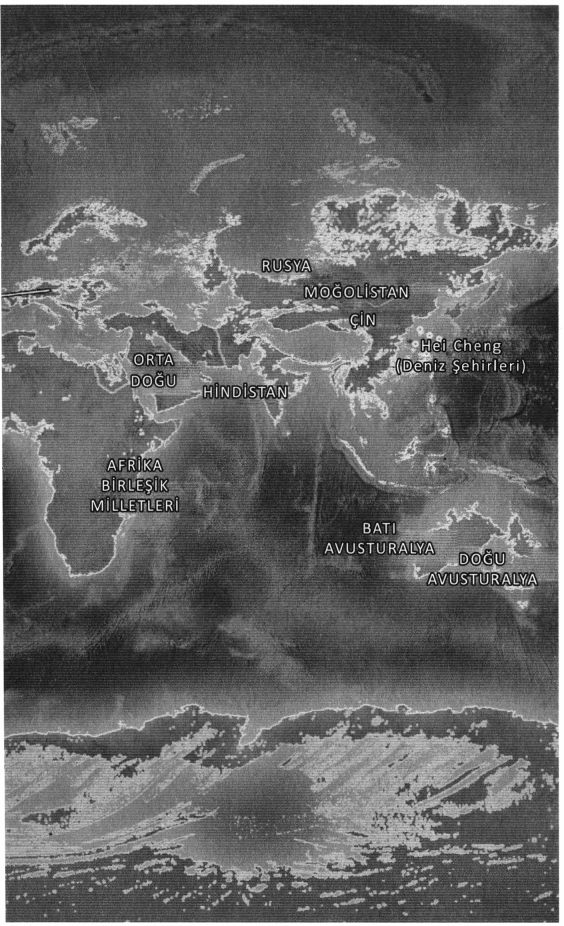 RUSYA
MOĞOLİSTAN
ÇİN
Hei Cheng
(Deniz Şehirleri)
ORTA
DOĞU
HİNDİSTAN
AFRİKA
BİRLEŞİK
MİLLETLERİ
BATI
AVUSTURALYA
DOĞU
AVUSTURALYA